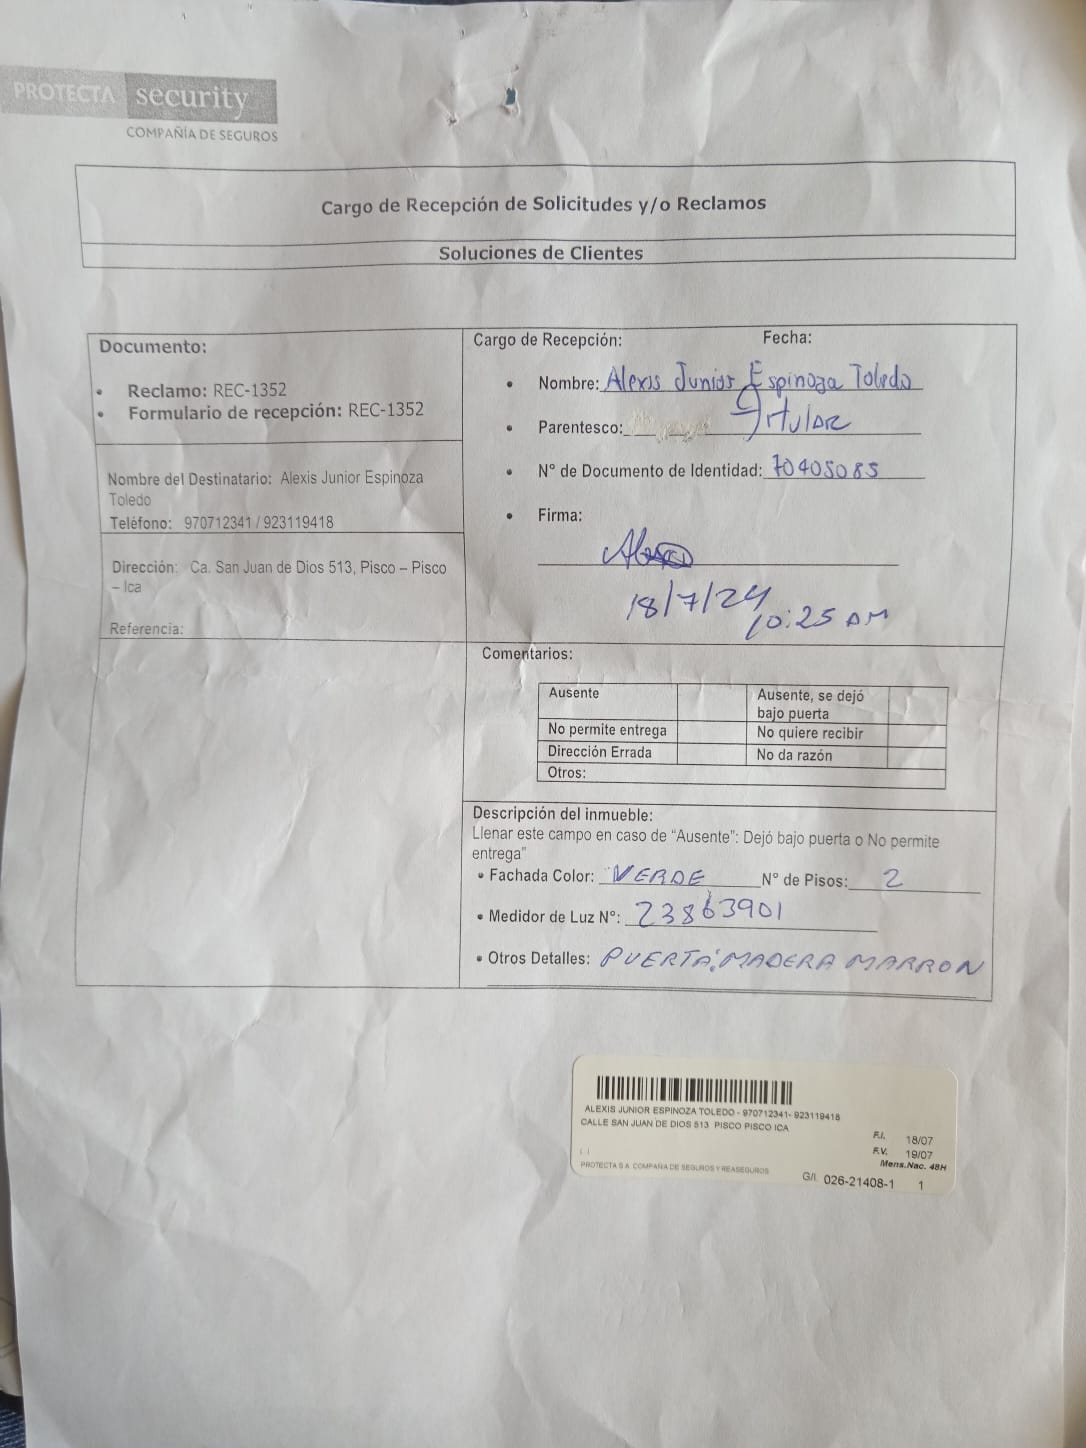 PROTECTA security
COMPAÑÍA DE SEGUROS
Cargo de Recepción de Solicitudes y/o Reclamos
Soluciones de Clientes
Documento:
• Reclamo: REC-1352
• Formulario de recepción: REC-1352
Nombre del Destinatario: Alexis Junior Espinoza
Toledo
Teléfono: 970712341 / 923119418
Dirección: Ca. San Juan de Dios 513, Pisco – Pisco
– Ica
Referencia:
Cargo de Recepción: Fecha:
• Nombre: Alexis Junior Espinoza Toledo
• Parentesco: Titular
• N° de Documento de Identidad: 70405085
• Firma:
18/7/24
10:25 AM
Comentarios:
Ausente Ausente, se dejó
bajo puerta
No permite entrega No quiere recibir
Dirección Errada No da razón
Otros:
Descripción del inmueble:
Llenar este campo en caso de “Ausente”: Dejó bajo puerta o No permite
entrega”
• Fachada Color: VERDE N° de Pisos: 2
• Medidor de Luz N°: 23863901
• Otros Detalles: PUERTA: MADERA MARRON
ALEXIS JUNIOR ESPINOZA TOLEDO - 970712341- 923119418
CALLE SAN JUAN DE DIOS 513 PISCO PISCO ICA
F.I. 18/07
F.V. 19/07
Mens.Nac. 48H
PROTECTA S A COMPAÑA DE SEGUROS Y REASEGUROS
G/I. 026-21408-1 1